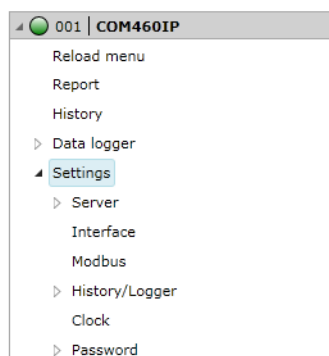 001 | COM460IP
Reload menu
Report
History
Data logger
Settings
Server
Interface
Modbus
History/Logger
Clock
Password